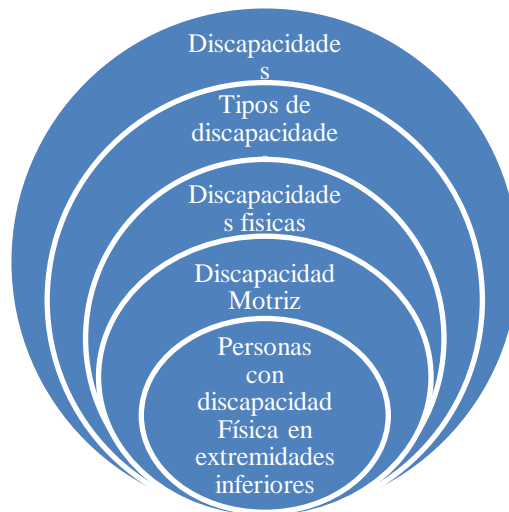 Discapacidade
s
Tipos de
discapacidade
Discapacidade
s fisicas
Discapacidad
Motriz
Personas
con
discapacidad
Física en
extremidades
inferiores